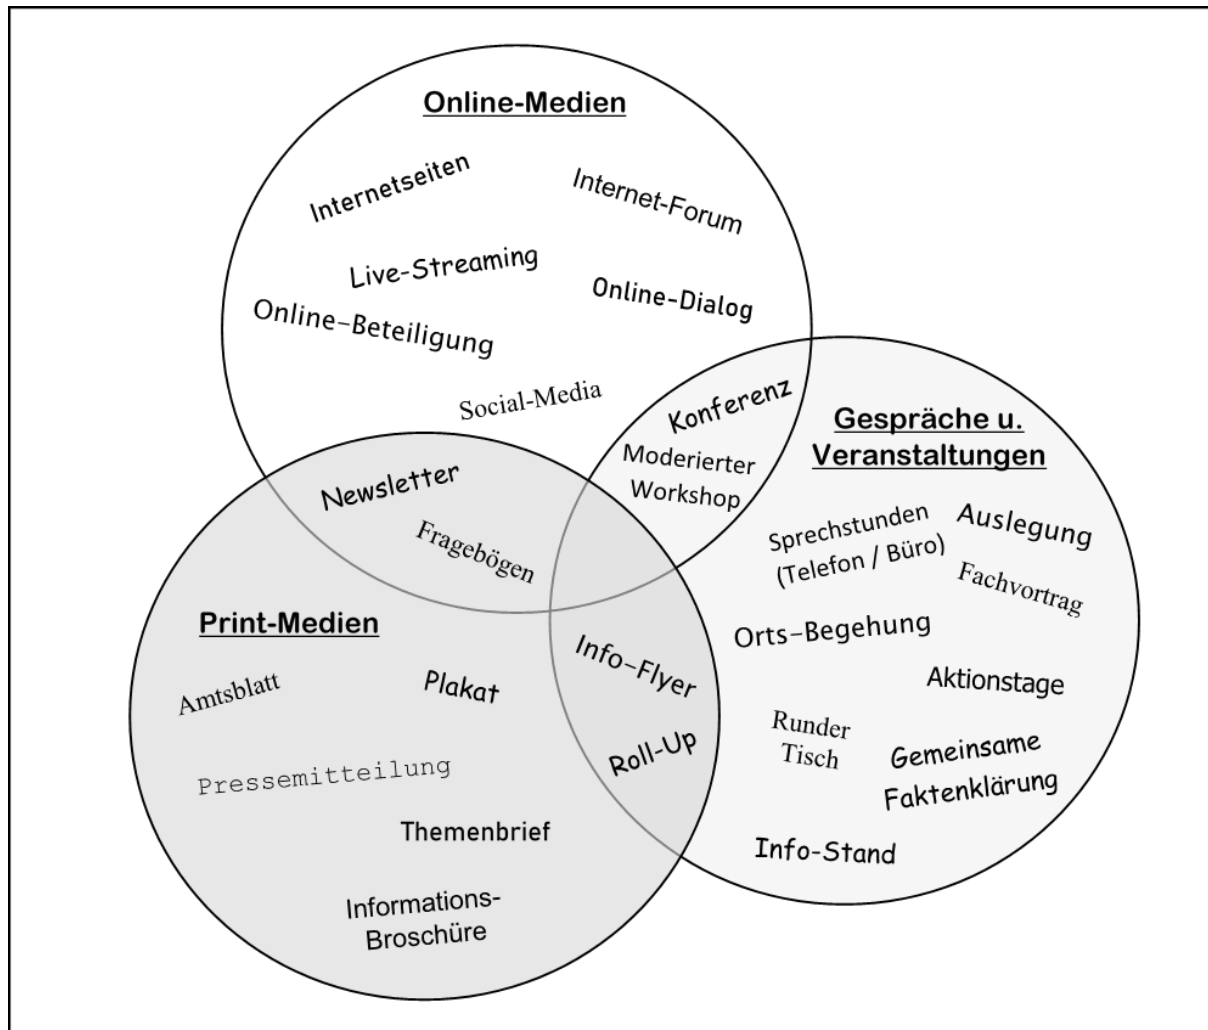 Online-Medien
Internetseiten
Internet-Forum
Live-Streaming
Online-Dialog
Online-Beteiligung
Social-Media
Konferenz
Moderierter
Workshop
Newsletter
Fragebögen
Gespräche u.
Veranstaltungen
Sprechstunden
(Telefon / Büro)
Auslegung
Fachvortrag
Orts-Begehung
Aktionstage
Runder
Tisch
Gemeinsame
Faktenklärung
Info-Stand
Print-Medien
Info-Flyer
Roll-Up
Amtsblatt
Plakat
Pressemitteilung
Themenbrief
Informations-
Broschüre